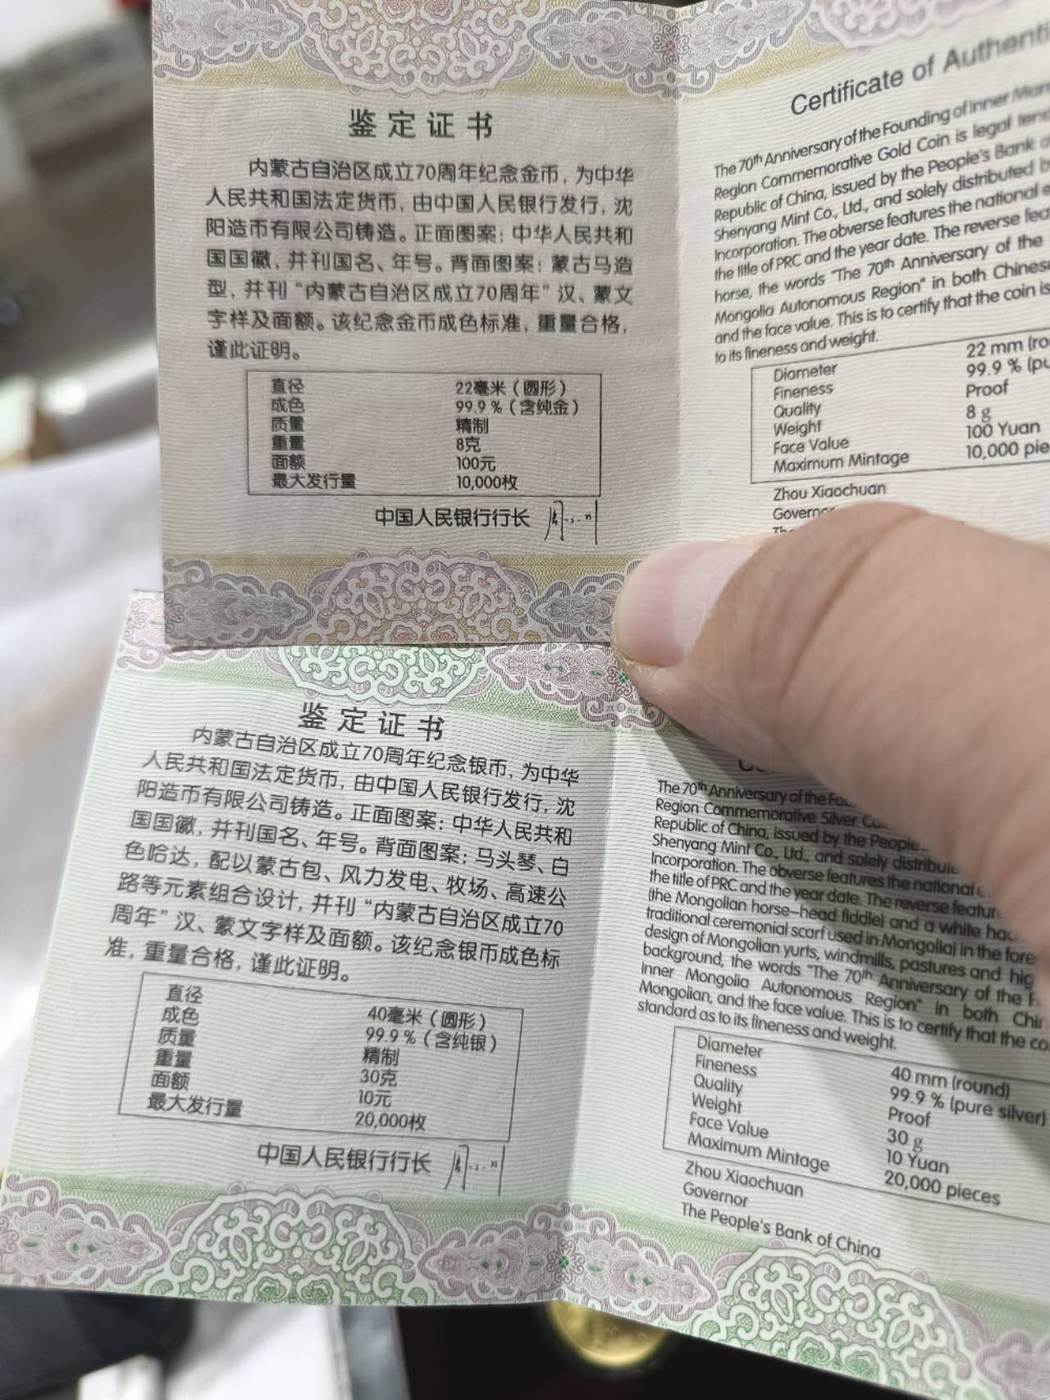 鉴定证书
内蒙古自治区成立70周年纪念金币，为中华
人民共和国法定货币，由中国人民银行发行，沈
阳造币有限公司铸造。正面图案：中华人民共和
国国徽，并刊国名、年号。背面图案：蒙古马造
型，并刊“内蒙古自治区成立70周年”汉、蒙文
字样及面额。该纪念金币成色标准，重量合格，
谨此证明。
直径 22毫米（圆形）
成色 99.9％（含纯金）
质量 精制
重量 8克
面额 100元
最大发行量 10,000枚
中国人民银行行长
Certificate of Authenti
The 70th Anniversary of the Founding of Inner Mon
Region Commemorative Gold Coin is legal tend
Republic of China, issued by the People's Bank o
Shenyang Mint Co., Ltd., and solely distributed b
Incorporation. The obverse features the national e
the title of PRC and the year date. The reverse feat
horse, the words "The 70th Anniversary of the
Mongolia Autonomous Region" in both Chinese
and the face value. This is to certify that the coin is
to its fineness and weight.
Diameter 22 mm (ro
Fineness 99.9 % (pu
Quality Proof
Weight 8 g
Face Value 100 Yuan
Maximum Mintage 10,000 pie
Zhou Xiaochuan
Governor
鉴定证书
内蒙古自治区成立70周年纪念银币，为中华
人民共和国法定货币，由中国人民银行发行，沈
阳造币有限公司铸造。正面图案：中华人民共和
国国徽，并刊国名、年号。背面图案：马头琴、白
色哈达，配以蒙古包、风力发电、牧场、高速公
路等元素组合设计，并刊“内蒙古自治区成立70
周年”汉、蒙文字样及面额。该纪念银币成色标
准，重量合格，谨此证明。
直径 40毫米（圆形）
成色 99.9％（含纯银）
质量 精制
重量 30克
面额 10元
最大发行量 20,000枚
中国人民银行行长
The 70th Anniversary of the Fou
Region Commemorative Silver Co
Republic of China, issued by the People
Shenyang Mint Co., Ltd., and solely distribute
Incorporation. The obverse features the national e
the title of PRC and the year date. The reverse featur
(the Mongolian horse-head fiddle) and a white had
traditional ceremonial scarf used in Mongolia) in the fore
design of Mongolian yurts, windmills, pastures and hig
background, the words "The 70th Anniversary of the F
Inner Mongolia Autonomous Region" in both Chin
Mongolian, and the face value. This is to certify that the co
standard as to its fineness and weight.
Diameter 40 mm (round)
Fineness 99.9 % (pure silver)
Quality Proof
Weight 30 g
Face Value 10 Yuan
Maximum Mintage 20,000 pieces
Zhou Xiaochuan
Governor
The People's Bank of China